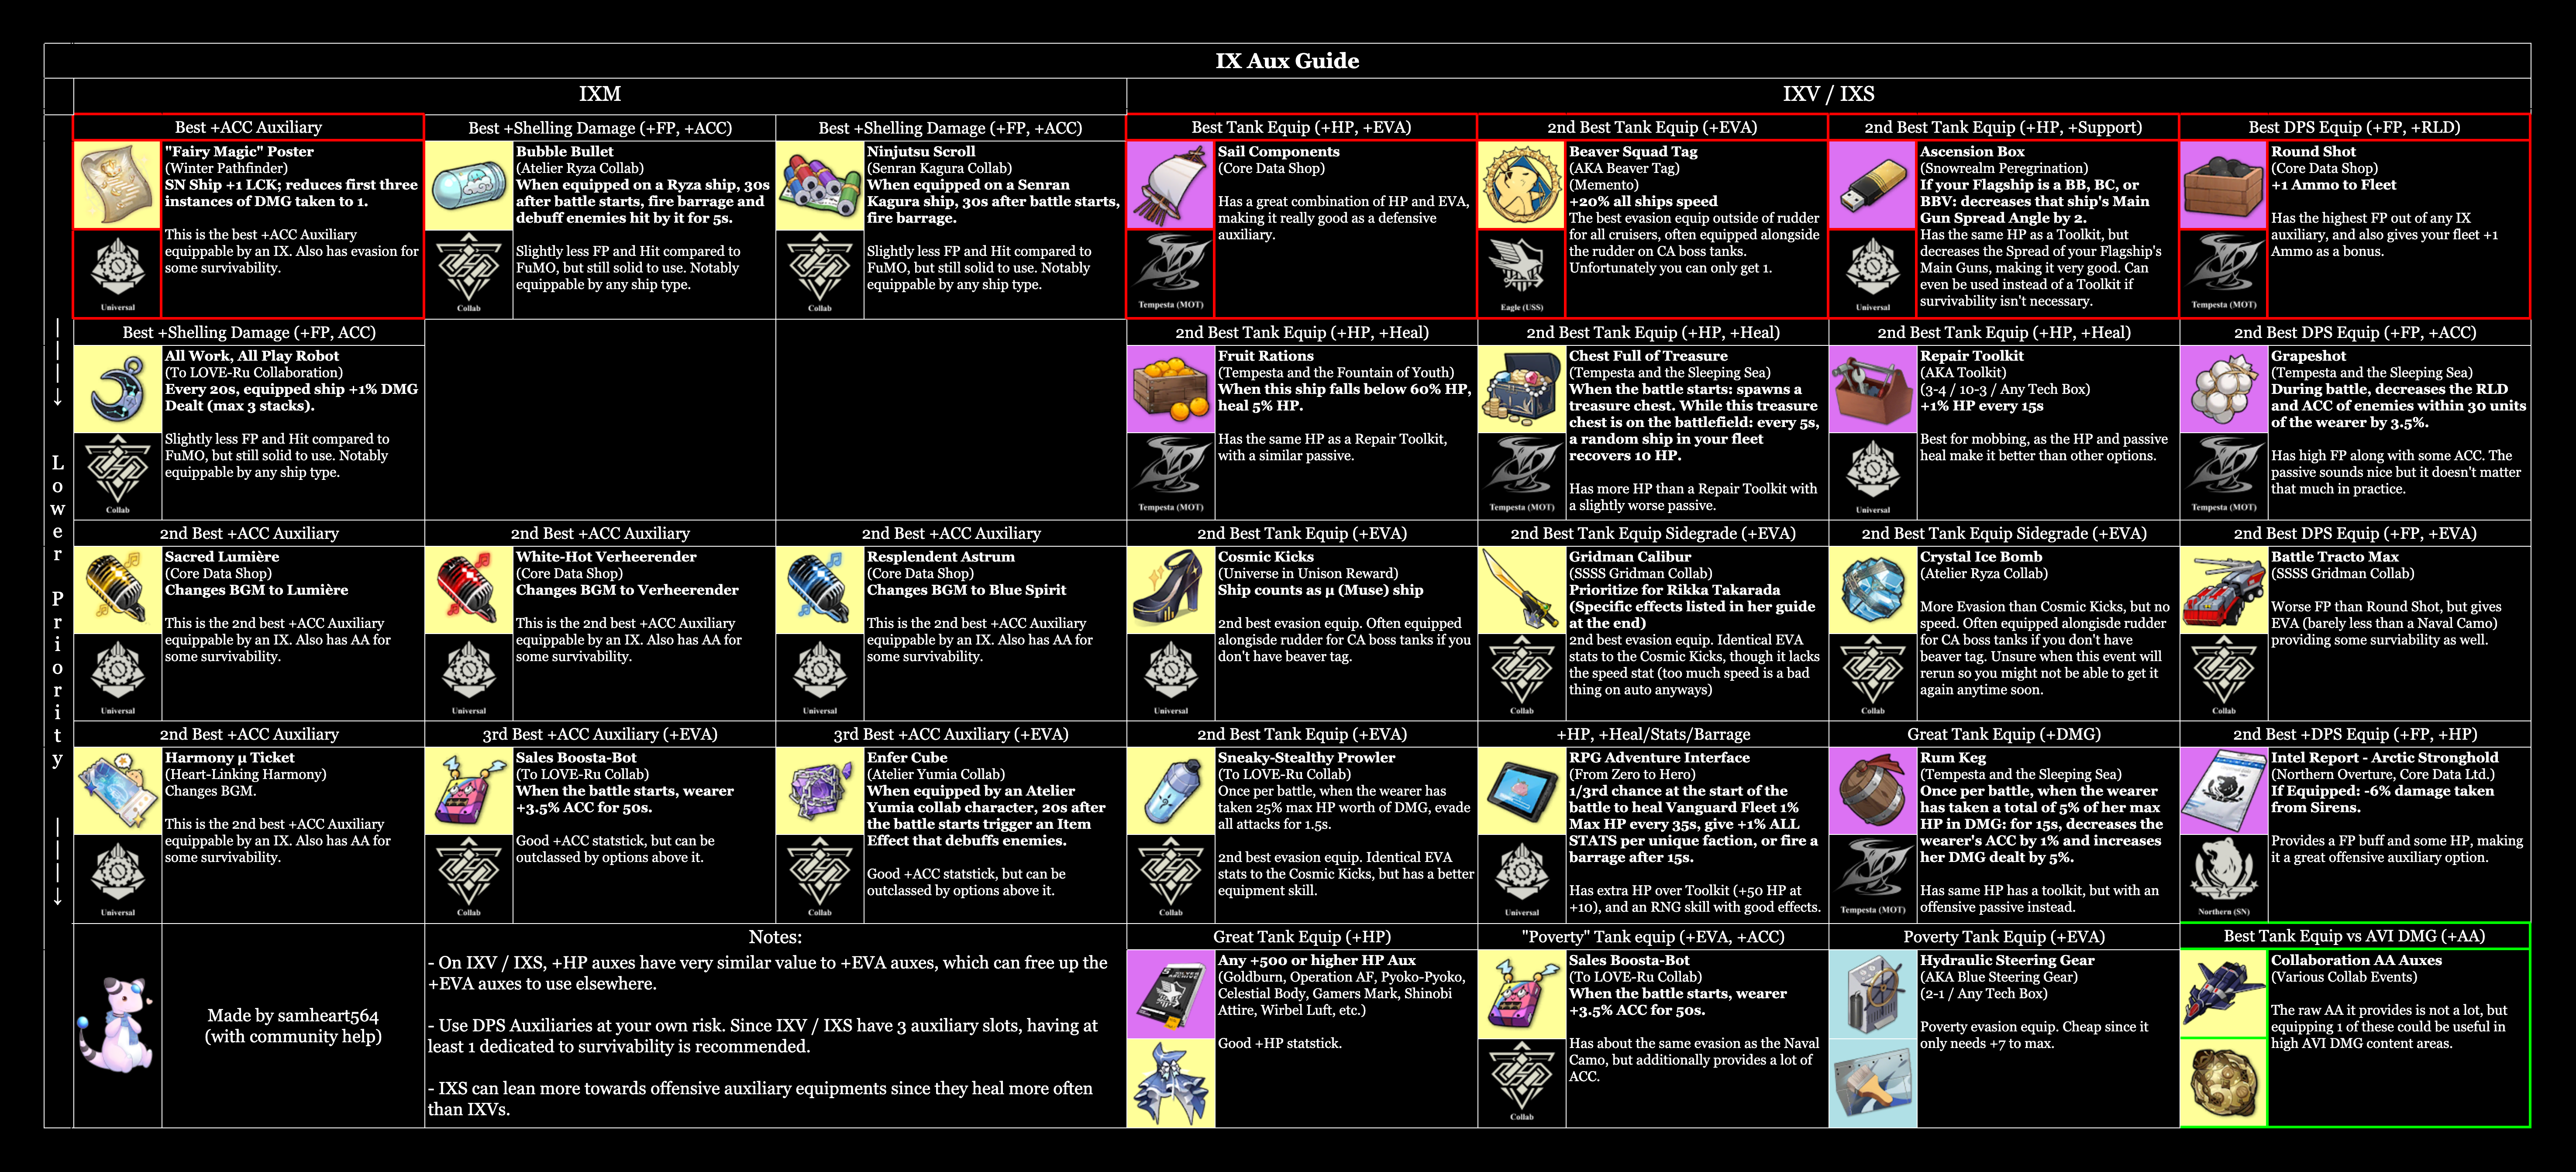 IX Aux Guide
IXM
IXV / IXS
Lower Priority
Best +ACC Auxiliary
"Fairy Magic" Poster
(Winter Pathfinder)
SN Ship +1 LCK; reduces first three
instances of DMG taken to 1.
This is the best +ACC Auxiliary
equippable by an IX. Also has evasion for
some survivability.
Universal
Best +Shelling Damage (+FP, +ACC)
Bubble Bullet
(Atelier Ryza Collab)
When equipped on a Ryza ship, 30s
after battle starts, fire barrage and
debuff enemies hit by it for 5s.
Slightly less FP and Hit compared to
FuMO, but still solid to use. Notably
equippable by any ship type.
Collab
Best +Shelling Damage (+FP, +ACC)
Ninjutsu Scroll
(Senran Kagura Collab)
When equipped on a Senran
Kagura ship, 30s after battle starts,
fire barrage.
Slightly less FP and Hit compared to
FuMO, but still solid to use. Notably
equippable by any ship type.
Collab
Best Tank Equip (+HP, +EVA)
Sail Components
(Core Data Shop)
Has a great combination of HP and EVA,
making it really good as a defensive
auxiliary.
Tempesta (MOT)
2nd Best Tank Equip (+EVA)
Beaver Squad Tag
(AKA Beaver Tag)
(Memento)
+20% all ships speed
The best evasion equip outside of rudder
for all cruisers, often equipped alongside
the rudder on CA boss tanks.
Unfortunately you can only get 1.
Eagle (USS)
2nd Best Tank Equip (+HP, +Support)
Ascension Box
(Snowrealm Peregrination)
If your Flagship is a BB, BC, or
BBV: decreases that ship's Main
Gun Spread Angle by 2.
Has the same HP as a Toolkit, but
decreases the Spread of your Flagship's
Main Guns, making it very good. Can
even be used instead of a Toolkit if
survivability isn't necessary.
Universal
Best DPS Equip (+FP, +RLD)
Round Shot
(Core Data Shop)
+1 Ammo to Fleet
Has the highest FP out of any IX
auxiliary, and also gives your fleet +1
Ammo as a bonus.
Tempesta (MOT)
Best +Shelling Damage (+FP, ACC)
All Work, All Play Robot
(To LOVE-Ru Collaboration)
Every 20s, equipped ship +1% DMG
Dealt (max 3 stacks).
Slightly less FP and Hit compared to
FuMO, but still solid to use. Notably
equippable by any ship type.
Collab
2nd Best Tank Equip (+HP, +Heal)
Fruit Rations
(Tempesta and the Fountain of Youth)
When this ship falls below 60% HP,
heal 5% HP.
Has the same HP as a Repair Toolkit,
with a similar passive.
Tempesta (MOT)
2nd Best Tank Equip (+HP, +Heal)
Chest Full of Treasure
(Tempesta and the Sleeping Sea)
When the battle starts: spawns a
treasure chest. While this treasure
chest is on the battlefield: every 5s,
a random ship in your fleet
recovers 10 HP.
Has more HP than a Repair Toolkit with
a slightly worse passive.
Tempesta (MOT)
2nd Best Tank Equip (+HP, +Heal)
Repair Toolkit
(AKA Toolkit)
(3-4 / 10-3 / Any Tech Box)
+1% HP every 15s
Best for mobbing, as the HP and passive
heal make it better than other options.
Universal
2nd Best DPS Equip (+FP, +ACC)
Grapeshot
(Tempesta and the Sleeping Sea)
During battle, decreases the RLD
and ACC of enemies within 30 units
of the wearer by 3.5%.
Has high FP along with some ACC. The
passive sounds nice but it doesn't matter
that much in practice.
Tempesta (MOT)
2nd Best +ACC Auxiliary
Sacred Lumière
(Core Data Shop)
Changes BGM to Lumière
This is the 2nd best +ACC Auxiliary
equippable by an IX. Also has AA for
some survivability.
Universal
2nd Best +ACC Auxiliary
White-Hot Verheerender
(Core Data Shop)
Changes BGM to Verheerender
This is the 2nd best +ACC Auxiliary
equippable by an IX. Also has AA for
some survivability.
Universal
2nd Best +ACC Auxiliary
Resplendent Astrum
(Core Data Shop)
Changes BGM to Blue Spirit
This is the 2nd best +ACC Auxiliary
equippable by an IX. Also has AA for
some survivability.
Universal
2nd Best Tank Equip (+EVA)
Cosmic Kicks
(Universe in Unison Reward)
Ship counts as μ (Muse) ship
2nd best evasion equip. Often equipped
alongisde rudder for CA boss tanks if you
don't have beaver tag.
Universal
2nd Best Tank Equip Sidegrade (+EVA)
Gridman Calibur
(SSSS Gridman Collab)
Prioritize for Rikka Takarada
(Specific effects listed in her guide
at the end)
2nd best evasion equip. Identical EVA
stats to the Cosmic Kicks, though it lacks
the speed stat (too much speed is a bad
thing on auto anyways)
Collab
2nd Best Tank Equip Sidegrade (+EVA)
Crystal Ice Bomb
(Atelier Ryza Collab)
More Evasion than Cosmic Kicks, but no
speed. Often equipped alongisde rudder
for CA boss tanks if you don't have
beaver tag. Unsure when this event will
rerun so you might not be able to get it
again anytime soon.
Collab
2nd Best DPS Equip (+FP, +EVA)
Battle Tracto Max
(SSSS Gridman Collab)
Worse FP than Round Shot, but gives
EVA (barely less than a Naval Camo)
providing some surviability as well.
Collab
2nd Best +ACC Auxiliary
Harmony μ Ticket
(Heart-Linking Harmony)
Changes BGM.
This is the 2nd best +ACC Auxiliary
equippable by an IX. Also has AA for
some survivability.
Universal
3rd Best +ACC Auxiliary (+EVA)
Sales Boosta-Bot
(To LOVE-Ru Collab)
When the battle starts, wearer
+3.5% ACC for 50s.
Good +ACC statstick, but can be
outclassed by options above it.
Collab
3rd Best +ACC Auxiliary (+EVA)
Enfer Cube
(Atelier Yumia Collab)
When equipped by an Atelier
Yumia collab character, 20s after
the battle starts trigger an Item
Effect that debuffs enemies.
Good +ACC statstick, but can be
outclassed by options above it.
Collab
2nd Best Tank Equip (+EVA)
Sneaky-Stealthy Prowler
(To LOVE-Ru Collab)
Once per battle, when the wearer has
taken 25% max HP worth of DMG, evade
all attacks for 1.5s.
2nd best evasion equip. Identical EVA
stats to the Cosmic Kicks, but has a better
equipment skill.
Collab
+HP, +Heal/Stats/Barrage
RPG Adventure Interface
(From Zero to Hero)
1/3rd chance at the start of the
battle to heal Vanguard Fleet 1%
Max HP every 35s, give +1% ALL
STATS per unique faction, or fire a
barrage after 15s.
Has extra HP over Toolkit (+50 HP at
+10), and an RNG skill with good effects.
Universal
Great Tank Equip (+DMG)
Rum Keg
(Tempesta and the Sleeping Sea)
Once per battle, when the wearer
has taken a total of 5% of her max
HP in DMG: for 15s, decreases the
wearer's ACC by 1% and increases
her DMG dealt by 5%.
Has same HP has a toolkit, but with an
offensive passive instead.
Tempesta (MOT)
2nd Best +DPS Equip (+FP, +HP)
Intel Report - Arctic Stronghold
(Northern Overture, Core Data Ltd.)
If Equipped: -6% damage taken
from Sirens.
Provides a FP buff and some HP, making
it a great offensive auxiliary option.
Northern (SN)
Made by samheart564
(with community help)
Notes:
- On IXV / IXS, +HP auxes have very similar value to +EVA auxes, which can free up the
+EVA auxes to use elsewhere.
- Use DPS Auxiliaries at your own risk. Since IXV / IXS have 3 auxiliary slots, having at
least 1 dedicated to survivability is recommended.
- IXS can lean more towards offensive auxiliary equipments since they heal more often
than IXVs.
Great Tank Equip (+HP)
Any +500 or higher HP Aux
(Goldburn, Operation AF, Pyoko-Pyoko,
Celestial Body, Gamers Mark, Shinobi
Attire, Wirbel Luft, etc.)
Good +HP statstick.
"Poverty" Tank equip (+EVA, +ACC)
Sales Boosta-Bot
(To LOVE-Ru Collab)
When the battle starts, wearer
+3.5% ACC for 50s.
Has about the same evasion as the Naval
Camo, but additionally provides a lot of
ACC.
Collab
Poverty Tank Equip (+EVA)
Hydraulic Steering Gear
(AKA Blue Steering Gear)
(2-1 / Any Tech Box)
Poverty evasion equip. Cheap since it
only needs +7 to max.
Best Tank Equip vs AVI DMG (+AA)
Collaboration AA Auxes
(Various Collab Events)
The raw AA it provides is not a lot, but
equipping 1 of these could be useful in
high AVI DMG content areas.